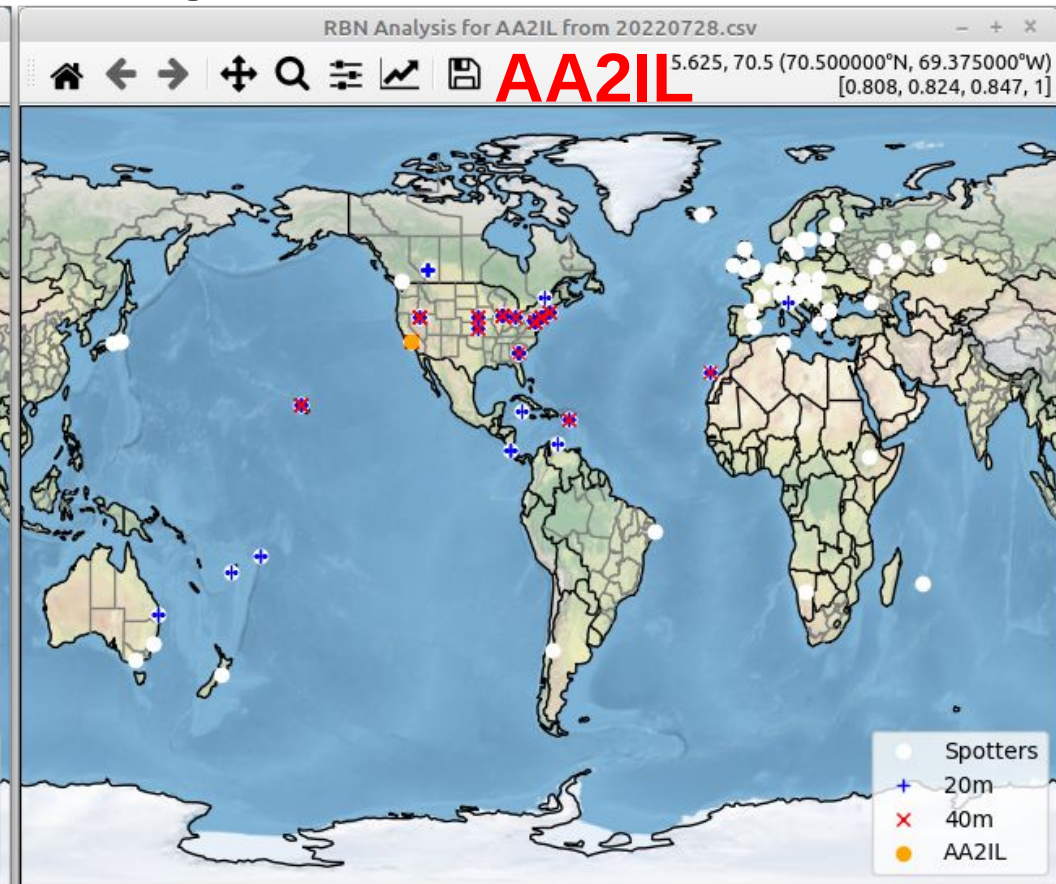 RBN Analysis for AA2IL from 20220728.csv
AA2IL
5.625, 70.5 (70.500000°N, 69.375000°W)
[0.808, 0.824, 0.847, 1]
Spotters
20m
40m
AA2IL